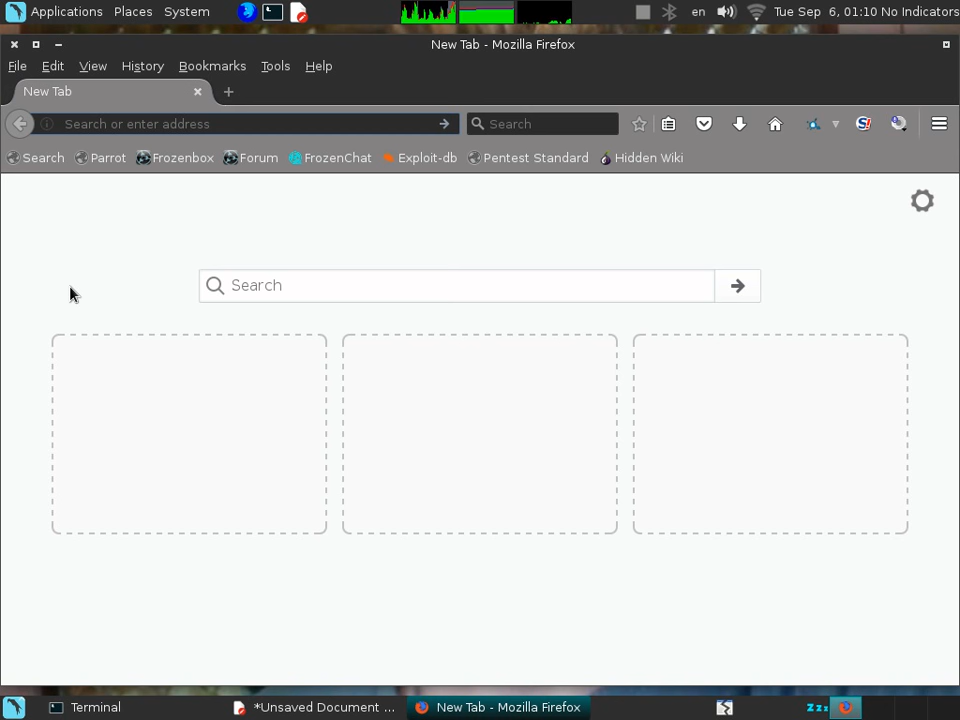 Applications Places System en Tue Sep 6, 01:10 No Indicators
New Tab - Mozilla Firefox
File Edit View History Bookmarks Tools Help
New Tab
Search or enter address Search
Search Parrot Frozenbox Forum FrozenChat Exploit-db Pentest Standard Hidden Wiki
Search
Terminal *Unsaved Document ... New Tab - Mozilla Firefox zzz